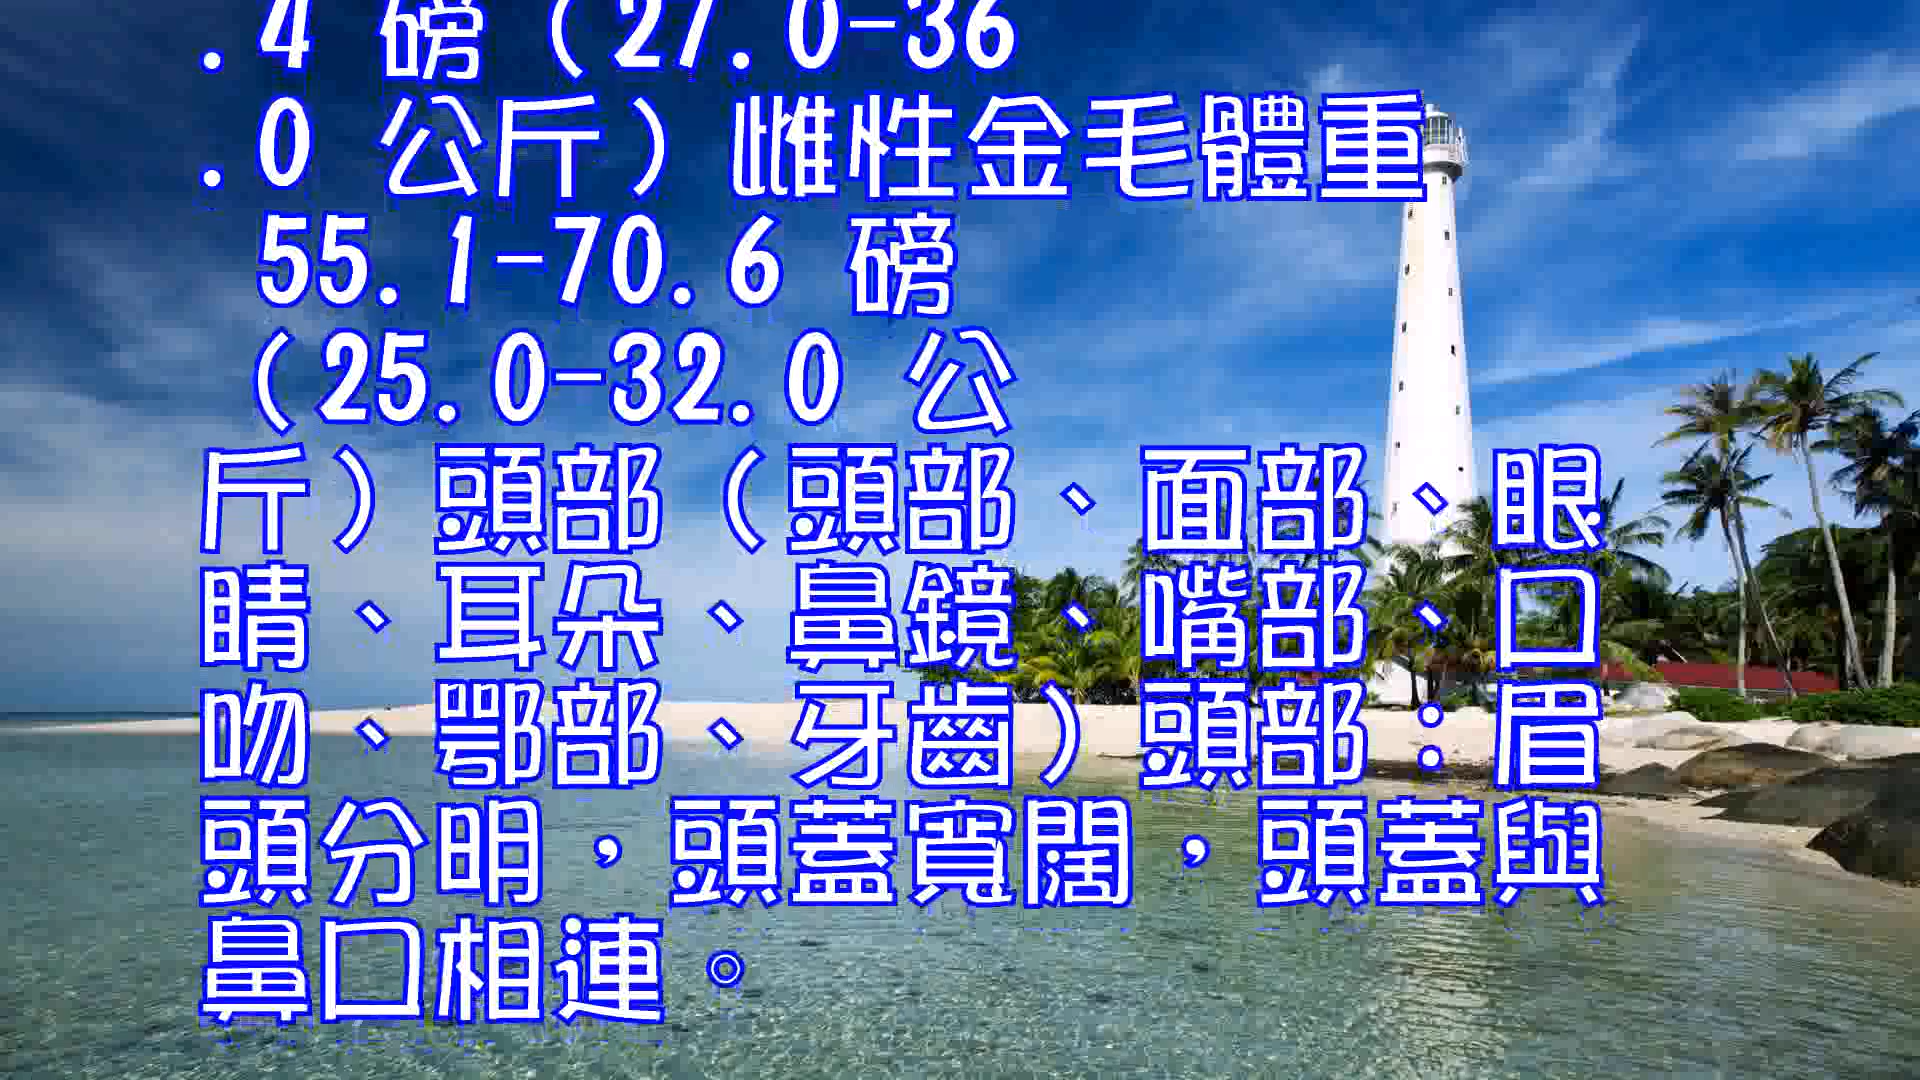 .4 磅（27.0-36
.0 公斤）雌性金毛體重
55.1-70.6 磅
（25.0-32.0 公
斤）頭部（頭部、面部、眼
睛、耳朵、鼻鏡、嘴部、口
吻、鄂部、牙齒）頭部：眉
頭分明，頭蓋寬闊，頭蓋與
鼻口相連。